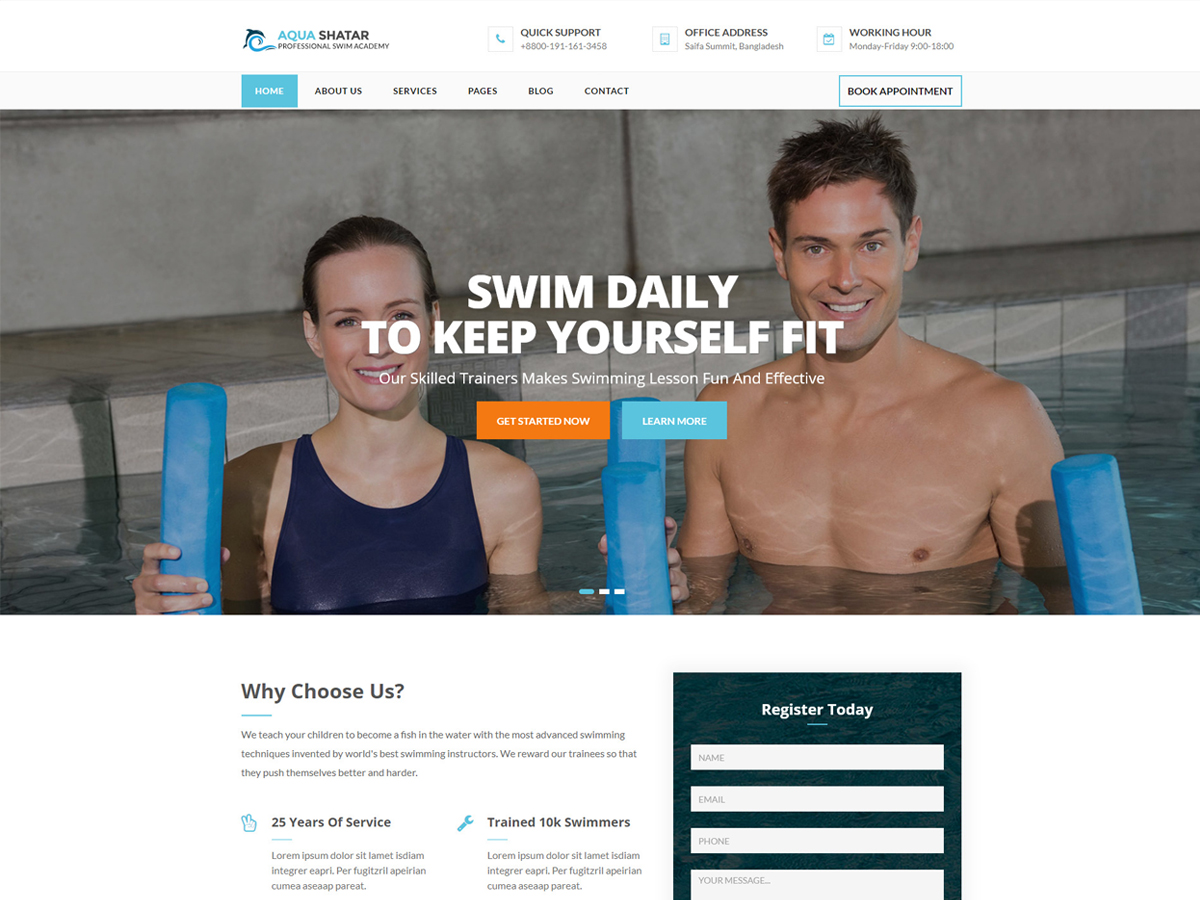 AQUA SHATAR
PROFESSIONAL SWIM ACADEMY
QUICK SUPPORT
+8800-191-161-3458
OFFICE ADDRESS
Saifa Summit, Bangladesh
WORKING HOUR
Monday-Friday 9:00-18:00
HOME
ABOUT US
SERVICES
PAGES
BLOG
CONTACT
BOOK APPOINTMENT
SWIM DAILY
TO KEEP YOURSELF FIT
Our Skilled Trainers Makes Swimming Lesson Fun And Effective
GET STARTED NOW
LEARN MORE
Why Choose Us?
We teach your children to become a fish in the water with the most advanced swimming
techniques invented by world's best swimming instructors. We reward our trainees so that
they push themselves better and harder.
25 Years Of Service
Lorem ipsum dolor sit lamet isdiam
integrer eapri. Per fugitzril apeirian
cumea aseaap pareat.
Trained 10k Swimmers
Lorem ipsum dolor sit lamet isdiam
integrer eapri. Per fugitzril apeirian
cumea aseaap pareat.
Register Today
NAME
EMAIL
PHONE
YOUR MESSAGE...